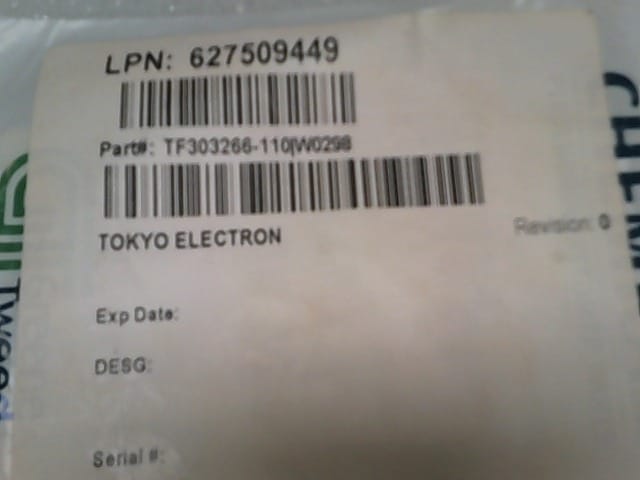 LPN: 627509449
Part#: TF303266-110|W0298
TOKYO ELECTRON
Revision: 0
Exp Date:
DESG:
Serial #: